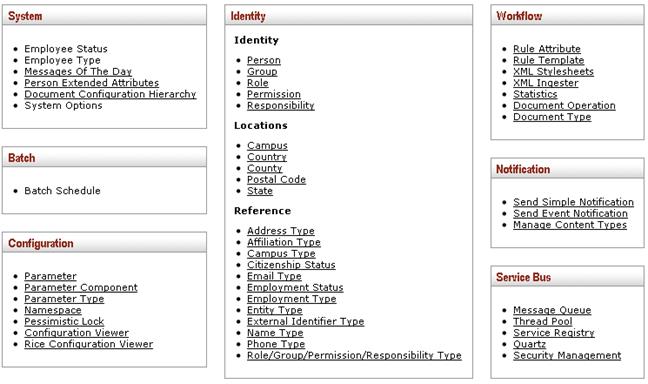 System
Employee Status
Employee Type
Messages Of The Day
Person Extended Attributes
Document Configuration Hierarchy
System Options
Batch
Batch Schedule
Configuration
Parameter
Parameter Component
Parameter Type
Namespace
Pessimistic Lock
Configuration Viewer
Rice Configuration Viewer
Identity
Identity
Person
Group
Role
Permission
Responsibility
Locations
Campus
Country
County
Postal Code
State
Reference
Address Type
Affiliation Type
Campus Type
Citizenship Status
Email Type
Employment Status
Employment Type
Entity Type
External Identifier Type
Name Type
Phone Type
Role/Group/Permission/Responsibility Type
Workflow
Rule Attribute
Rule Template
XML Stylesheets
XML Ingester
Statistics
Document Operation
Document Type
Notification
Send Simple Notification
Send Event Notification
Manage Content Types
Service Bus
Message Queue
Thread Pool
Service Registry
Quartz
Security Management